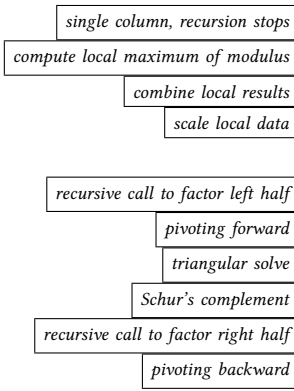 single column, recursion stops
compute local maximum of modulus
combine local results
scale local data
recursive call to factor left half
pivoting forward
triangular solve
Schur's complement
recursive call to factor right half
pivoting backward